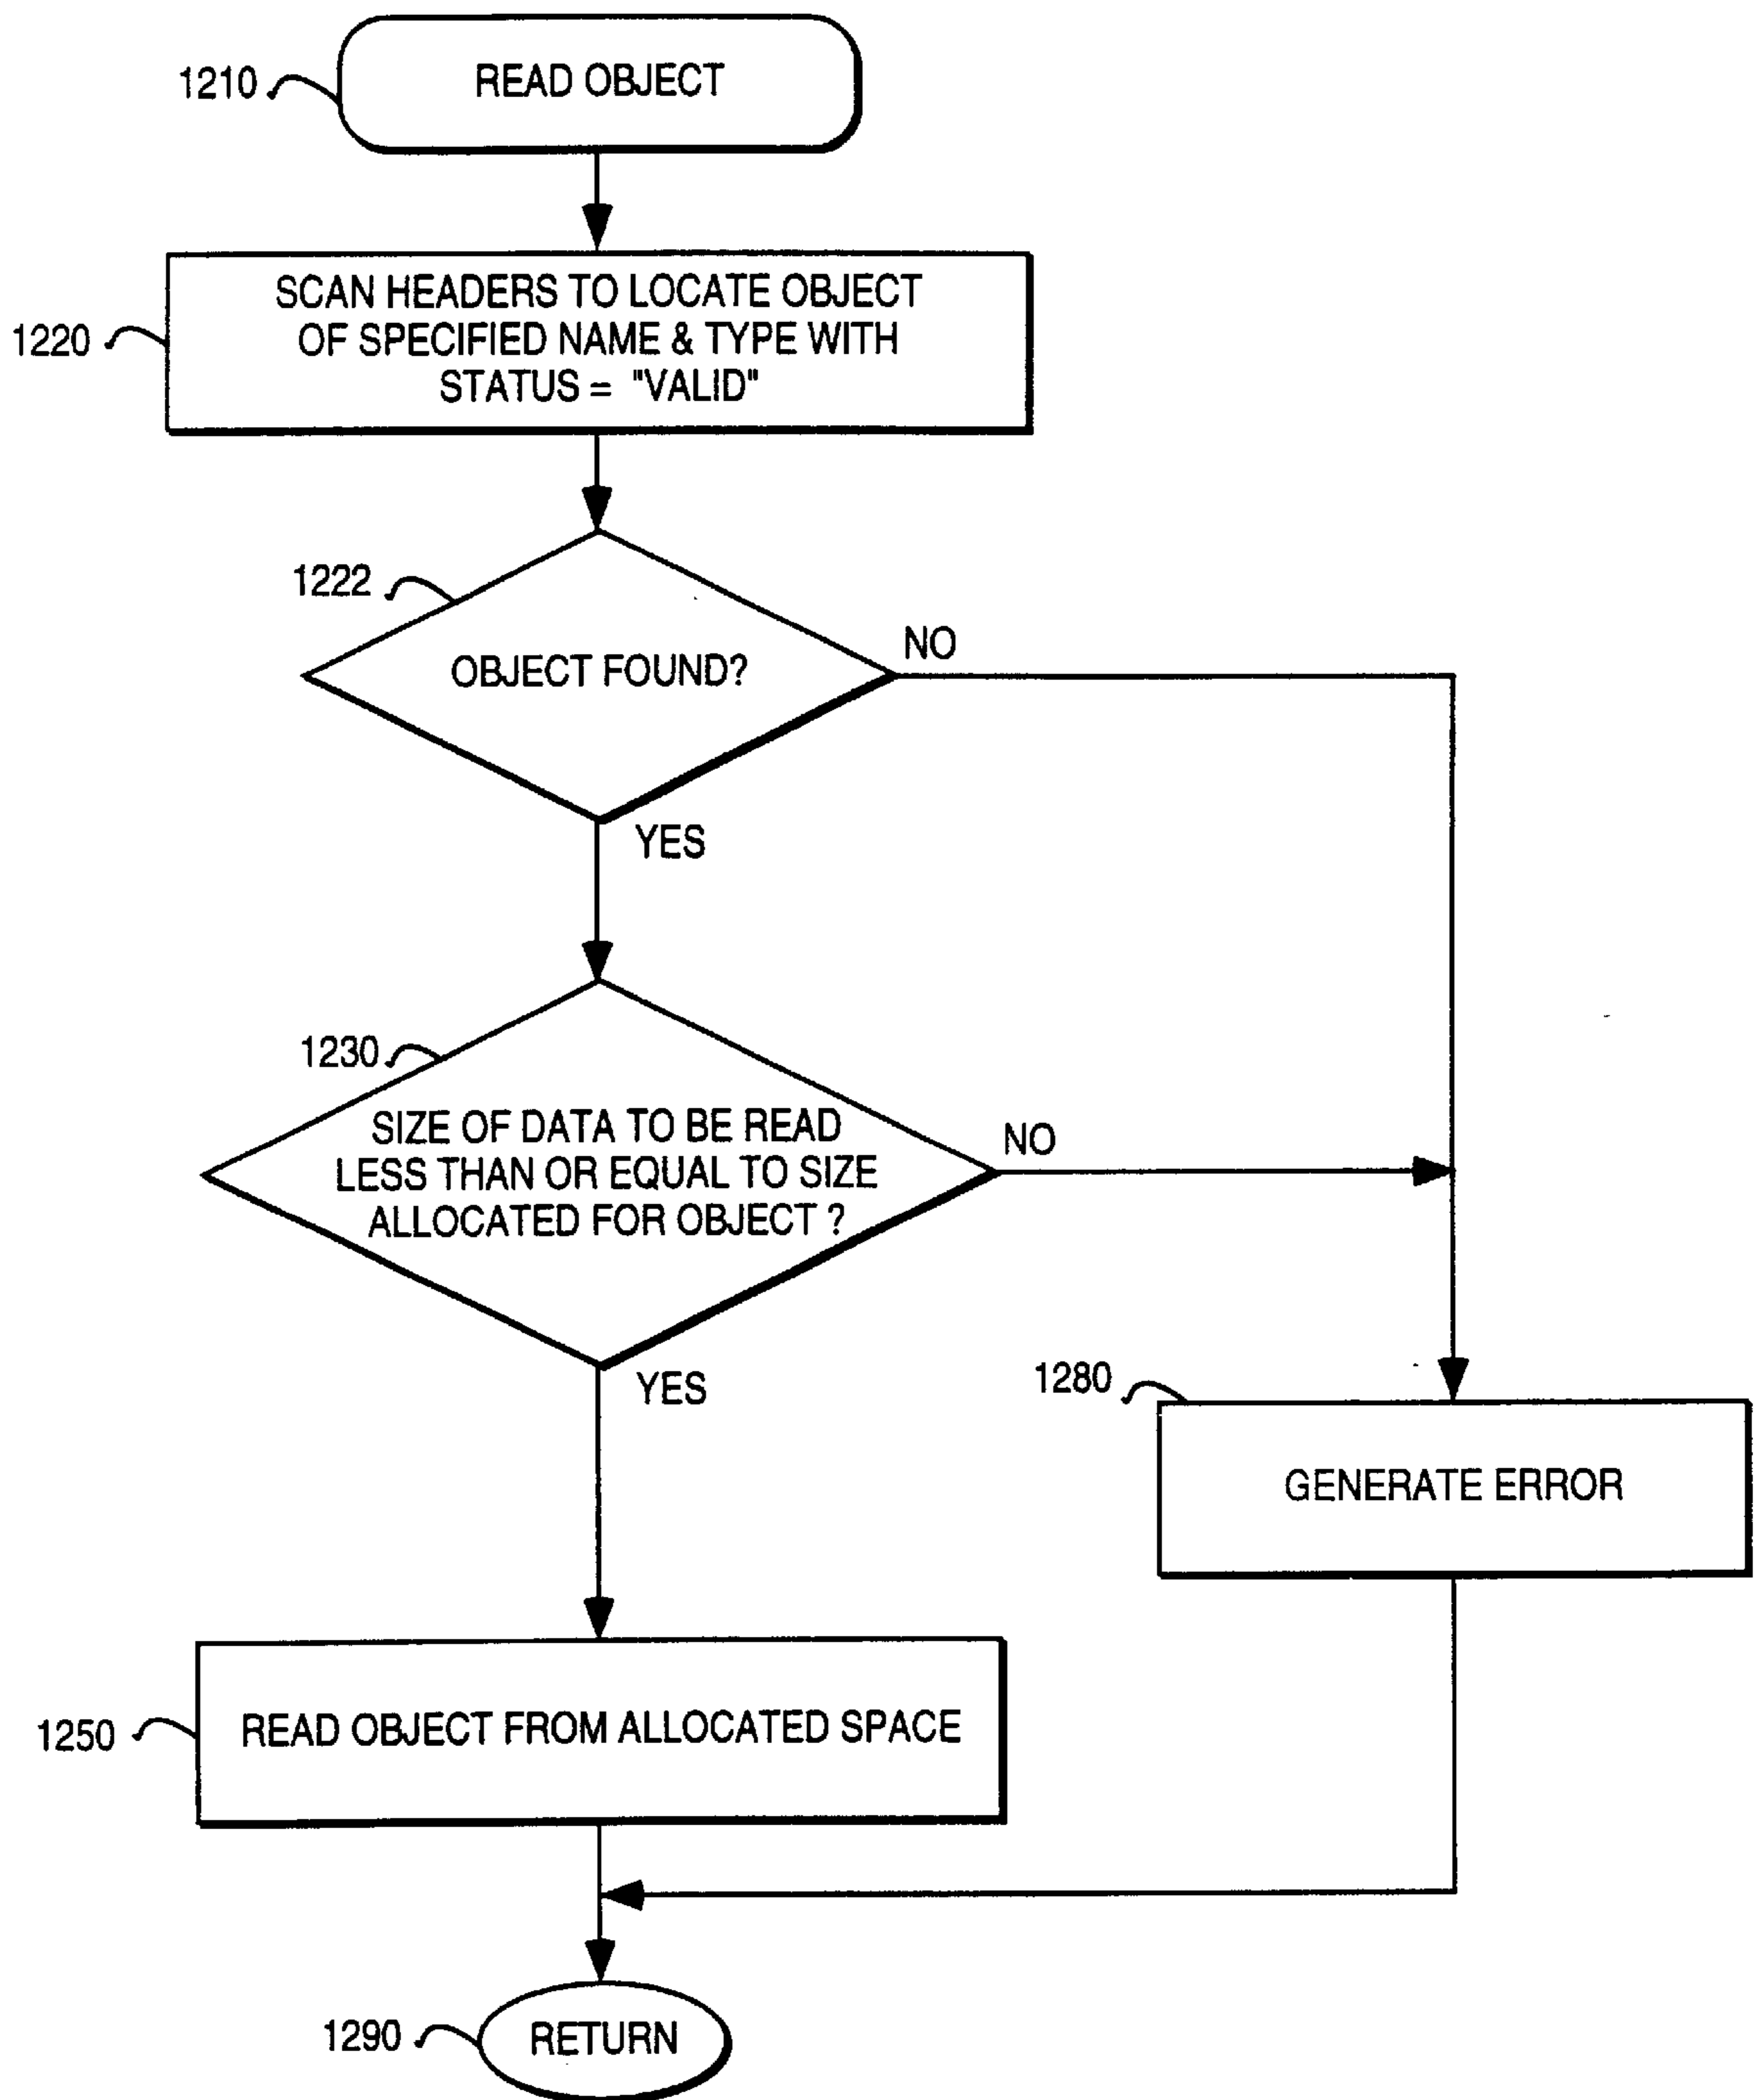 1210
READ OBJECT
1220
SCAN HEADERS TO LOCATE OBJECT
OF SPECIFIED NAME & TYPE WITH
STATUS = "VALID"
1222
OBJECT FOUND?
NO
YES
1230
SIZE OF DATA TO BE READ
LESS THAN OR EQUAL TO SIZE
ALLOCATED FOR OBJECT ?
NO
YES
1280
GENERATE ERROR
1250
READ OBJECT FROM ALLOCATED SPACE
1290
RETURN